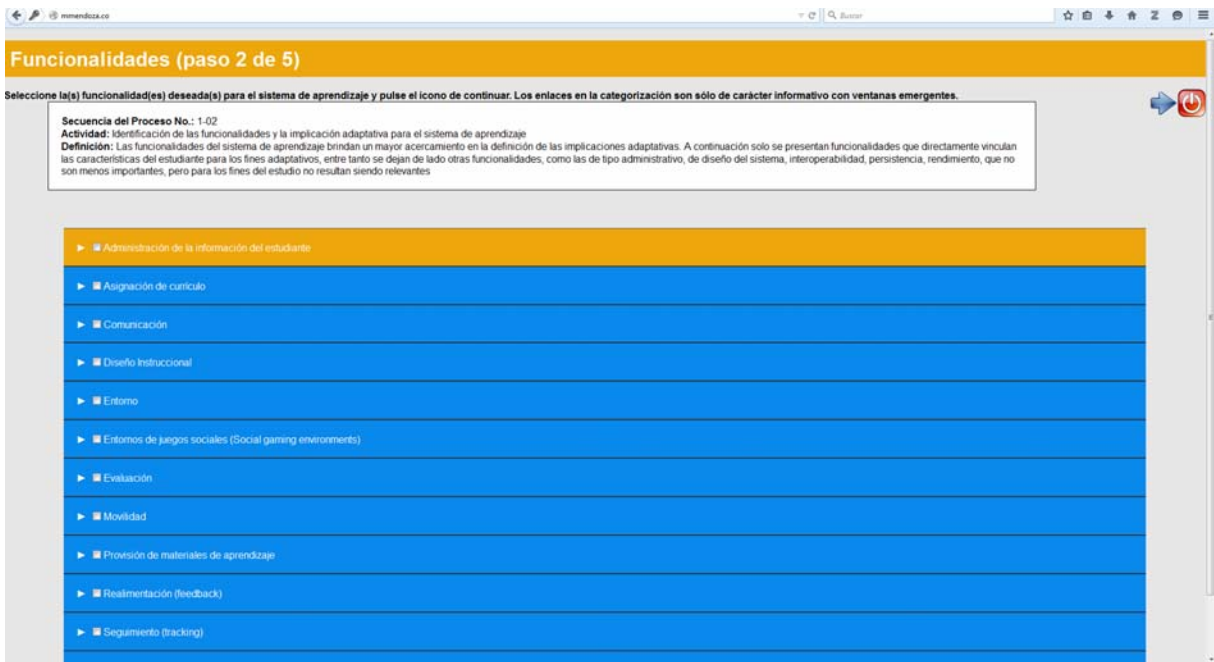 mmendoza.co
Buscar
Funcionalidades (paso 2 de 5)
Seleccione la(s) funcionalidad(es) deseada(s) para el sistema de aprendizaje y pulse el icono de continuar. Los enlaces en la categorización son sólo de carácter informativo con ventanas emergentes.
Secuencia del Proceso No.: 1-02
Actividad: Identificación de las funcionalidades y la implicación adaptativa para el sistema de aprendizaje
Definición: Las funcionalidades del sistema de aprendizaje brindan un mayor acercamiento en la definición de las implicaciones adaptativas. A continuación solo se presentan funcionalidades que directamente vinculan
las características del estudiante para los fines adaptativos, entre tanto se dejan de lado otras funcionalidades, como las de tipo administrativo, de diseño del sistema, interoperabilidad, persistencia, rendimiento, que no
son menos importantes, pero para los fines del estudio no resultan siendo relevantes
Administración de la información del estudiante
Asignación de currículo
Comunicación
Diseño Instruccional
Entorno
Entornos de juegos sociales (Social gaming environments)
Evaluación
Movilidad
Provisión de materiales de aprendizaje
Realimentación (feedback)
Seguimiento (tracking)